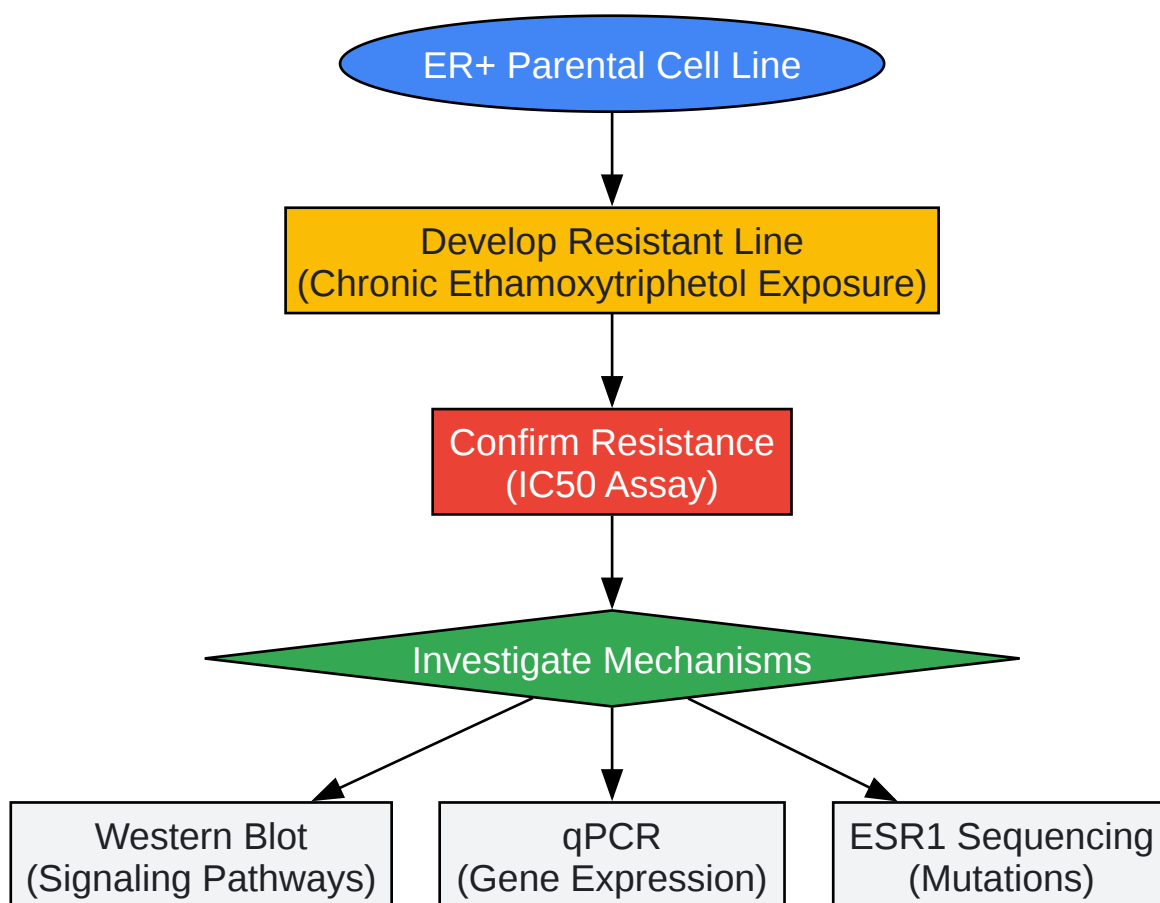 ER+ Parental Cell Line
Develop Resistant Line
(Chronic Ethamoxytriphetol Exposure)
Confirm Resistance
(IC50 Assay)
Investigate Mechanisms
Western Blot
(Signaling Pathways)
qPCR
(Gene Expression)
ESR1 Sequencing
(Mutations)